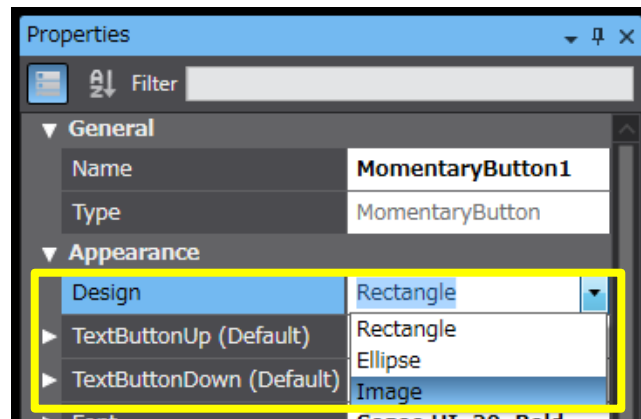 Properties
Filter
General
Name MomentaryButton1
Type MomentaryButton
Appearance
Design Rectangle
TextButtonUp (Default) Rectangle
Ellipse
TextButtonDown (Default) Image